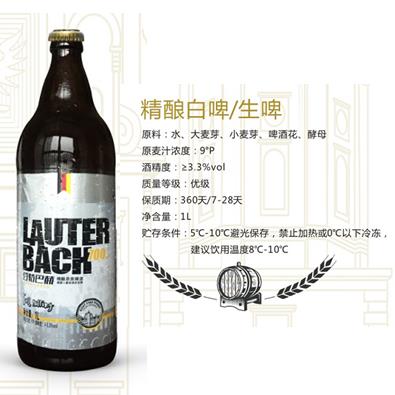 LAUTER
BACH
700
精酿白啤/生啤
原料：水、大麦芽、小麦芽、啤酒花、酵母
原麦汁浓度：9°P
酒精度：≥3.3%vol
质量等级：优级
保质期：360天/7-28天
净含量：1L
贮存条件：5℃-10℃避光保存，禁止加热或0℃以下冷冻，
建议饮用温度8℃-10℃